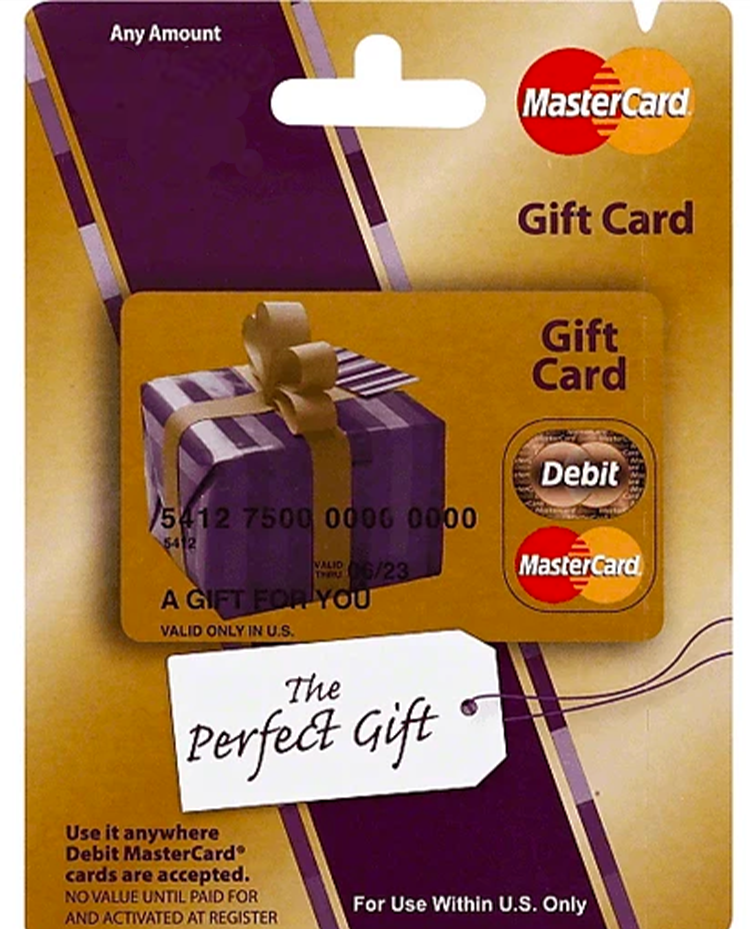 Any Amount
MasterCard
Gift Card
Gift
Card
Debit
5412 7500 0006 0000
5412
VALID
THRU 06/23
MasterCard
A GIFT FOR YOU
VALID ONLY IN U.S.
The
Perfect Gift
Use it anywhere
Debit MasterCard®
cards are accepted.
NO VALUE UNTIL PAID FOR
AND ACTIVATED AT REGISTER
For Use Within U.S. Only